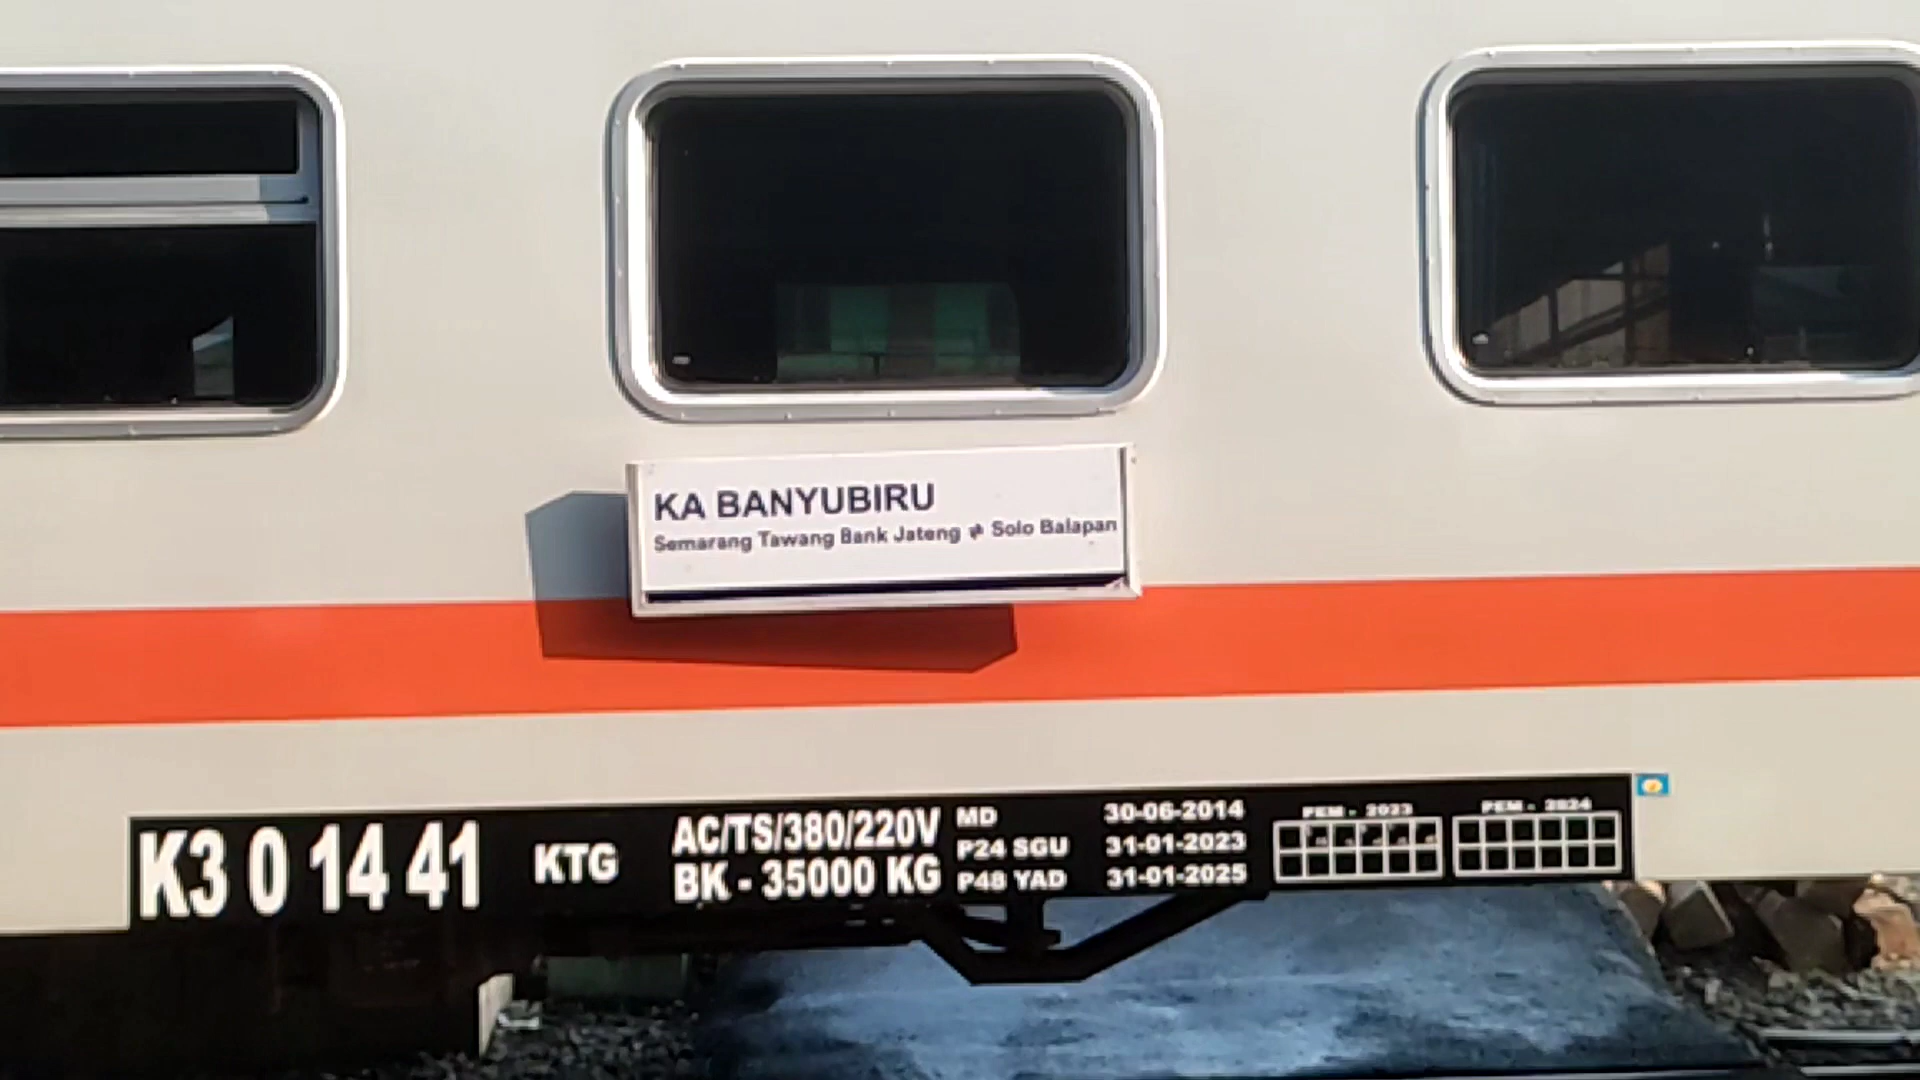 KA BANYUBIRU
Semarang Tawang Bank Jateng ⇌ Solo Balapan
K3 0 14 41
KTG
AC/TS/380/220V
BK - 35000 KG
MD 30-06-2014
P24 SGU 31-01-2023
P48 YAD 31-01-2025
PEM - 2023
PEM - 2024